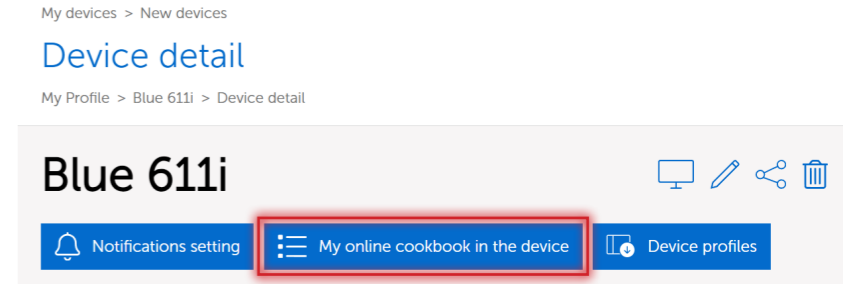 My devices > New devices
Device detail
My Profile > Blue 611i > Device detail
Blue 611i
Notifications setting
My online cookbook in the device
Device profiles